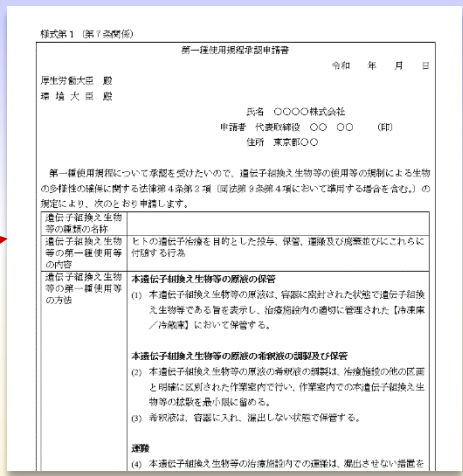 様式第1（第7条関係）
第一種使用規程承認申請書
令和　年　月　日
厚生労働大臣　殿
環 境 大 臣　殿
氏名　○○○○株式会社
申請者　代表取締役　○○　○○　（印）
住所　東京都○○
第一種使用規程について承認を受けたいので、遺伝子組換え生物等の使用等の規制による生物
の多様性の確保に関する法律第4条第2項（同法第9条第4項において準用する場合を含む。）の
規定により、次のとおり申請します。
遺伝子組換え生物
等の種類の名称
遺伝子組換え生物
等の第一種使用等
の内容
ヒトの遺伝子治療を目的とした投与、保管、運搬及び廃棄並びにこれらに
付随する行為
遺伝子組換え生物
等の第一種使用等
の方法
本遺伝子組換え生物等の原液の保管
(1) 本遺伝子組換え生物等の原液は、容器に密封された状態で遺伝子組換
え生物等である旨を表示し、治療施設内の適切に管理された【冷凍庫
／冷蔵庫】において保管する。
本遺伝子組換え生物等の原液の希釈液の調製及び保管
(2) 本遺伝子組換え生物等の原液の希釈液の調製は、治療施設の他の区画
と明確に区別された作業室内で行い、作業室内での本遺伝子組換え生
物等の拡散を最小限に留める。
(3) 希釈液は、容器に入れ、漏出しない状態で保管する。
運搬
(4) 本遺伝子組換え生物等の治療施設内での運搬は、漏出させない措置を